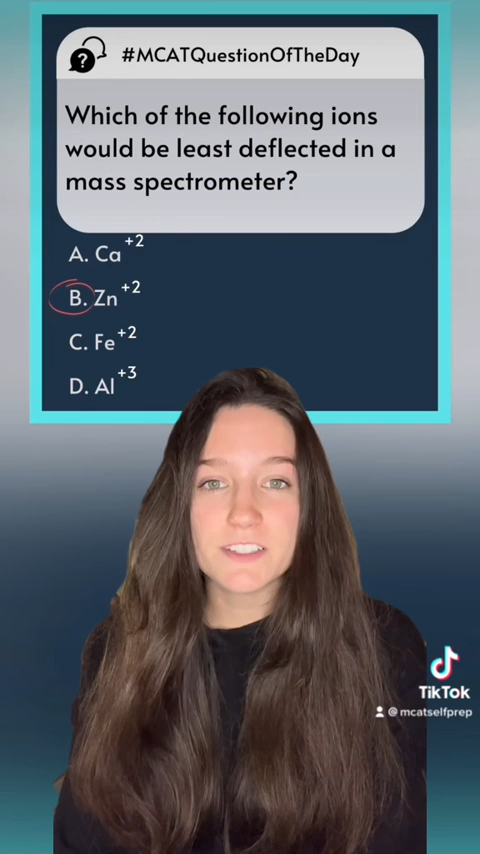 ?
#MCATQuestionOfTheDay
Which of the following ions
would be least deflected in a
mass spectrometer?
A. Ca+2
B. Zn+2
C. Fe+2
D. Al+3
TikTok
@mcatselfprep